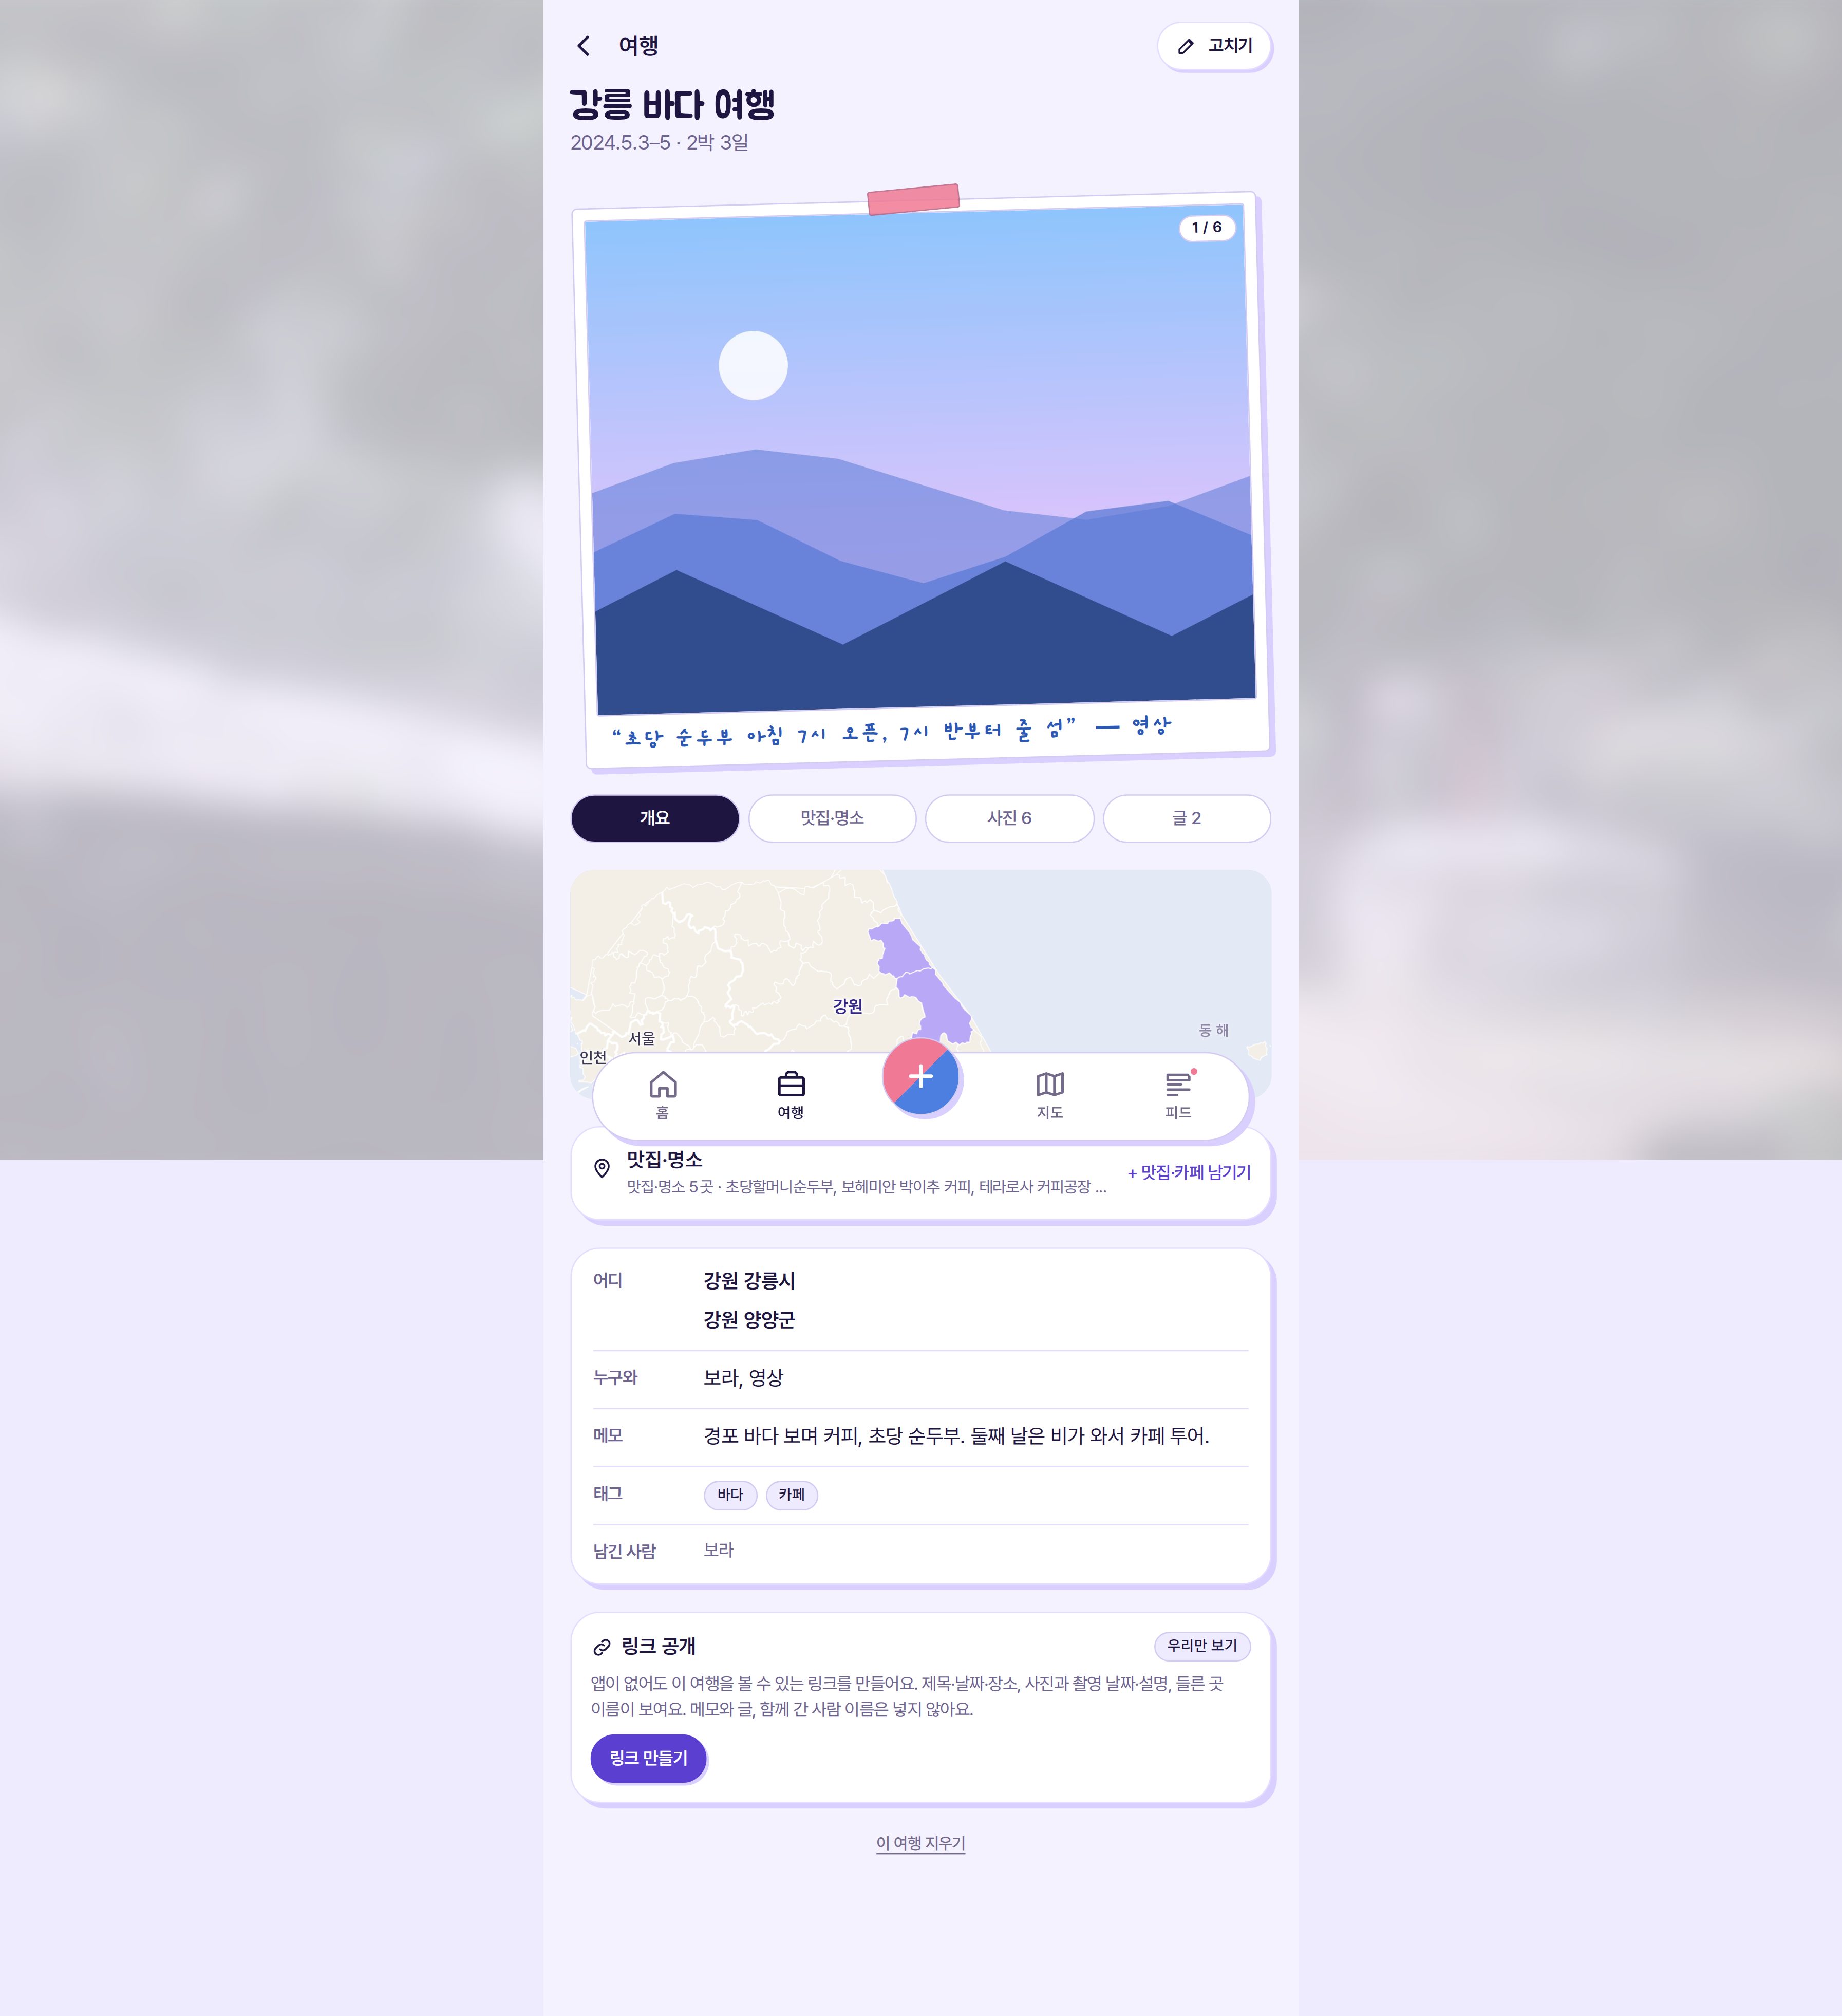 여행
고치기
강릉 바다 여행
2024.5.3–5 · 2박 3일
1 / 6
“초당 순두부 아침 7시 오픈, 7시 반부터 줄 섬” — 영상
개요
맛집·명소
사진 6
글 2
강원
서울
인천
동해
홈
여행
지도
피드
맛집·명소
+ 맛집·카페 남기기
맛집·명소 5곳 · 초당할머니순두부, 보헤미안 박이추 커피, 테라로사 커피공장 ...
어디
강원 강릉시
강원 양양군
누구와
보라, 영상
메모
경포 바다 보며 커피, 초당 순두부. 둘째 날은 비가 와서 카페 투어.
태그
바다
카페
남긴 사람
보라
링크 공개
우리만 보기
앱이 없어도 이 여행을 볼 수 있는 링크를 만들어요. 제목·날짜·장소, 사진과 촬영 날짜·설명, 들른 곳
이름이 보여요. 메모와 글, 함께 간 사람 이름은 넣지 않아요.
링크 만들기
이 여행 지우기